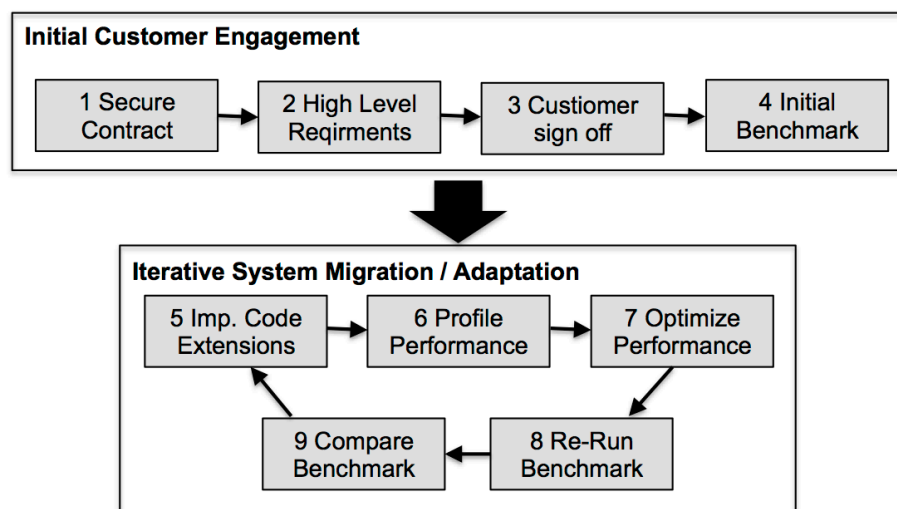 Initial Customer Engagement
1 Secure
Contract
2 High Level
Reqirments
3 Custiomer
sign off
4 Initial
Benchmark
Iterative System Migration / Adaptation
5 Imp. Code
Extensions
6 Profile
Performance
7 Optimize
Performance
8 Re-Run
Benchmark
9 Compare
Benchmark